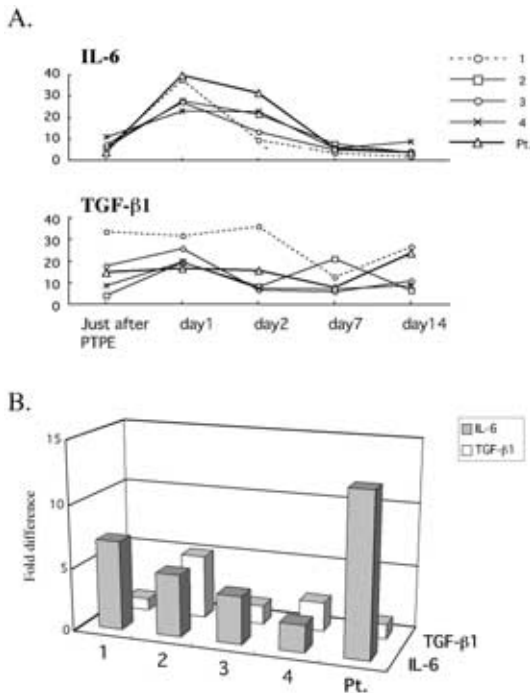 A.
IL-6
40
30
20
10
0
1
2
3
4
Pt.
TGF-β1
40
30
20
10
0
Just after
PTPE
day1
day2
day7
day14
B.
15
10
5
0
Fold difference
IL-6
TGF-β1
1
2
3
4
Pt.
TGF-β1
IL-6